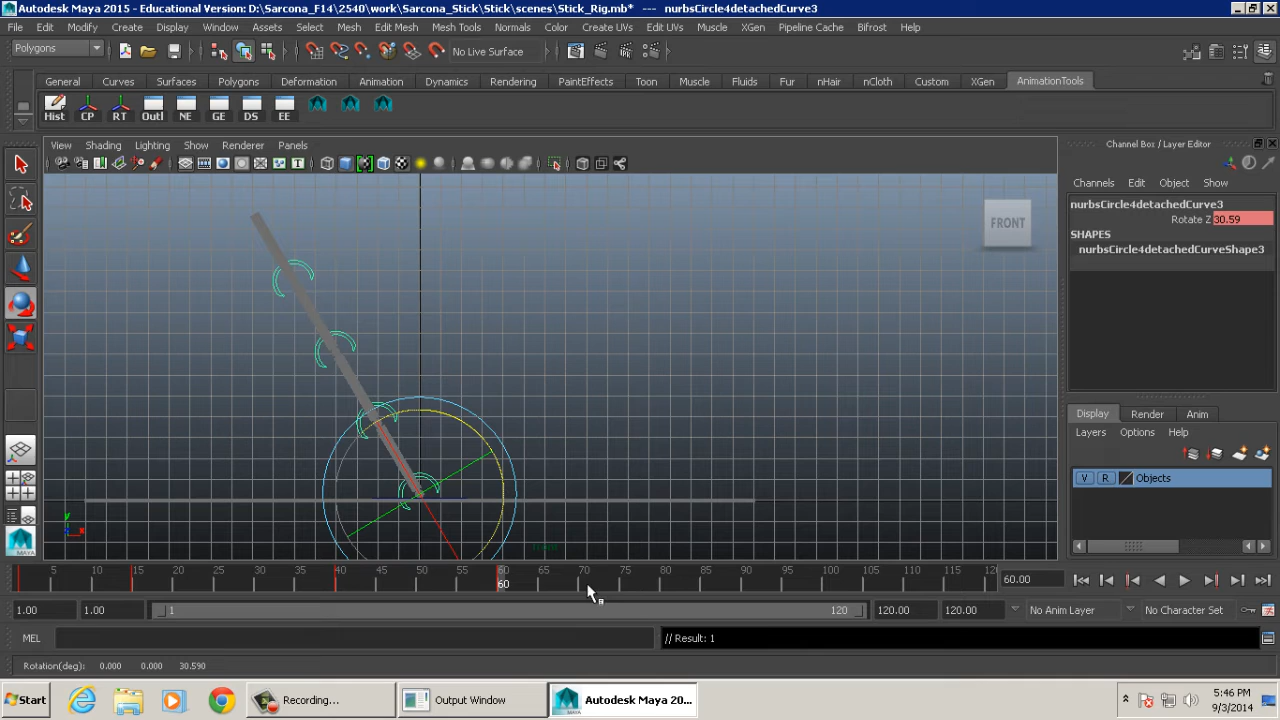 Autodesk Maya 2015 - Educational Version: D:\Sarcona_F14\2540\work\Sarcona_Stick\Stick\scenes\Stick_Rig.mb* --- nurbsCircle4detachedCurve3
File Edit Modify Create Display Window Assets Select Mesh Edit Mesh Mesh Tools Normals Color Create UVs Edit UVs Muscle XGen Pipeline Cache Bifrost Help
Polygons No Live Surface
General Curves Surfaces Polygons Deformation Animation Dynamics Rendering PaintEffects Toon Muscle Fluids Fur nHair nCloth Custom XGen AnimationTools
Hist CP RT Outl NE GE DS EE
View Shading Lighting Show Renderer Panels
Channel Box / Layer Editor
Channels Edit Object Show
nurbsCircle4detachedCurve3
Rotate Z 30.59
SHAPES
nurbsCircle4detachedCurveShape3
FRONT
Display Render Anim
Layers Options Help
V R Objects
front
y x
5 10 15 20 25 30 35 40 45 50 55 60 65 70 75 80 85 90 95 100 105 110 115 120
60
60.00
1.00 1.00 1 120 120.00 120.00 No Anim Layer No Character Set
MEL // Result: 1
Rotation(deg): 0.000 0.000 30.590
Start Recording... Output Window Autodesk Maya 20...
MAYA
5:46 PM
9/3/2014